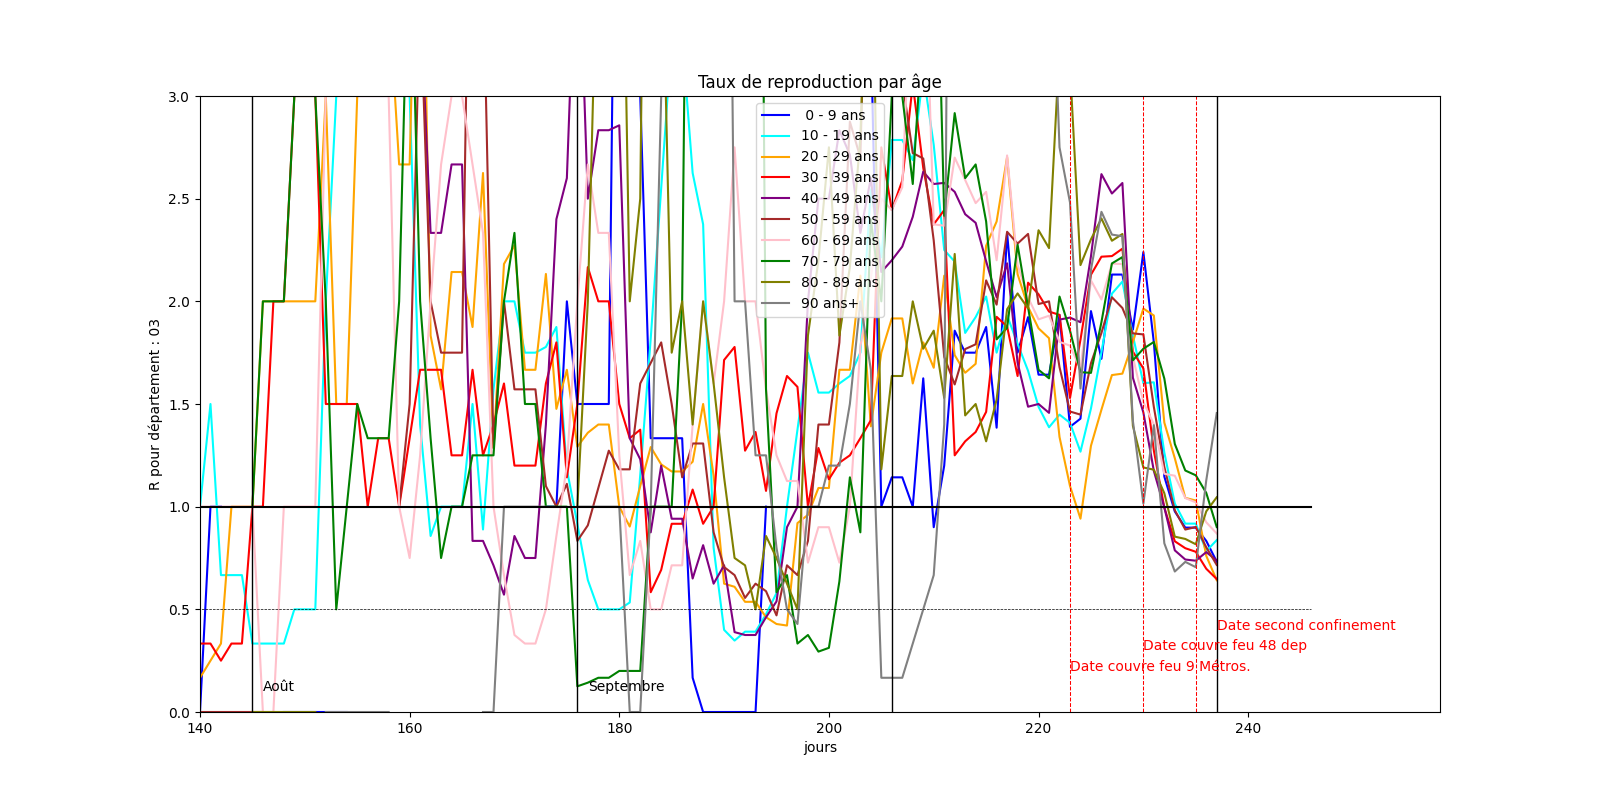 Taux de reproduction par âge
R pour département : 03
3.0
2.5
2.0
1.5
1.0
0.5
0.0
0 - 9 ans
10 - 19 ans
20 - 29 ans
30 - 39 ans
40 - 49 ans
50 - 59 ans
60 - 69 ans
70 - 79 ans
80 - 89 ans
90 ans+
Date second confinement
Date couvre feu 48 dep
Date couvre feu 9 Métros.
Août
Septembre
140
160
180
200
220
240
jours